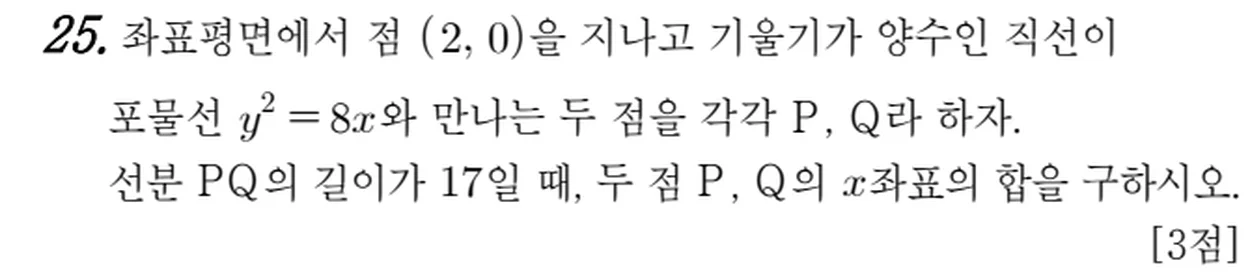 25. 좌표평면에서 점 (2, 0)을 지나고 기울기가 양수인 직선이
포물선 y² = 8x와 만나는 두 점을 각각 P, Q라 하자.
선분 PQ의 길이가 17일 때, 두 점 P, Q의 x좌표의 합을 구하시오.
[3점]